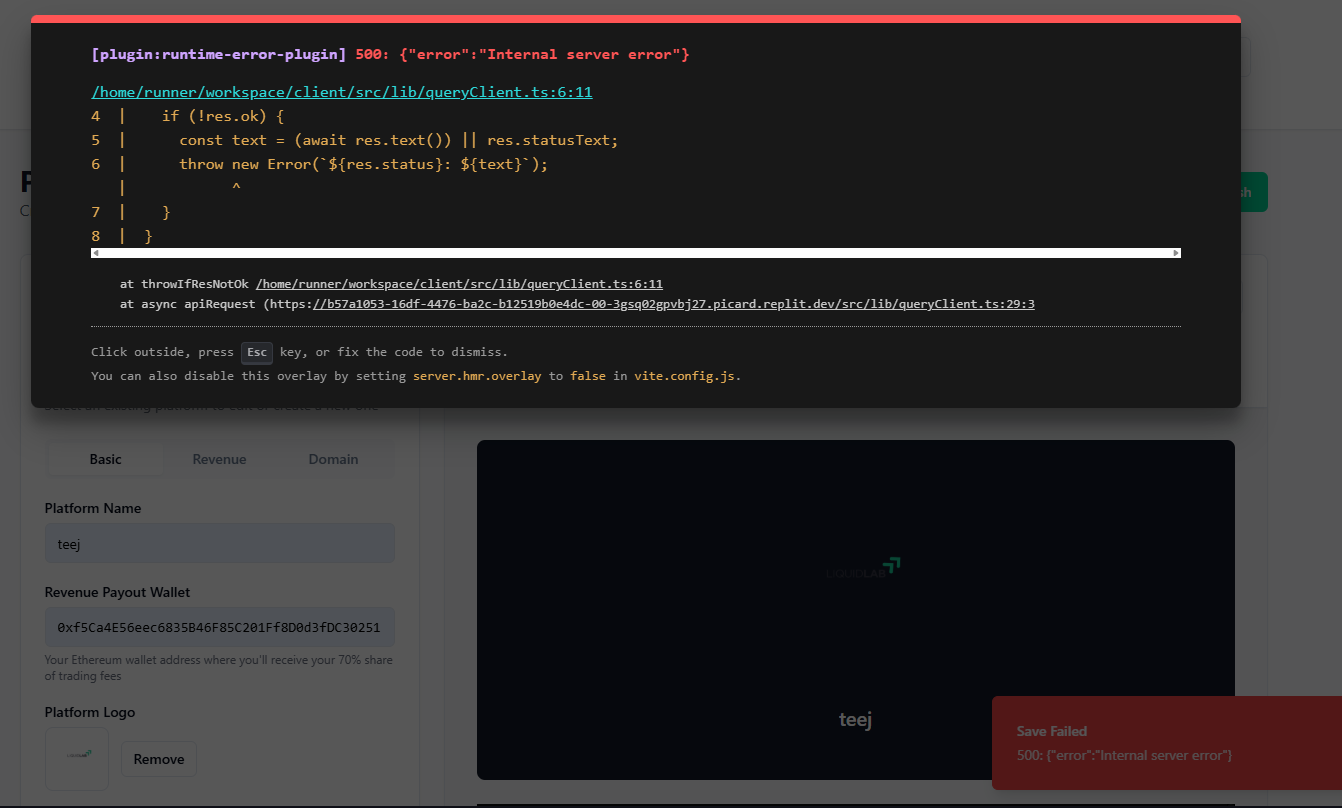 [plugin:runtime-error-plugin] 500: {"error":"Internal server error"}
/home/runner/workspace/client/src/lib/queryClient.ts:6:11
4 | if (!res.ok) {
5 | const text = (await res.text()) || res.statusText;
6 | throw new Error(`${res.status}: ${text}`);
| ^
7 | }
8 | }
at throwIfResNotOk /home/runner/workspace/client/src/lib/queryClient.ts:6:11
at async apiRequest (https://b57a1053-16df-4476-ba2c-b12519b0e4dc-00-3gsq02gpvbj27.picard.replit.dev/src/lib/queryClient.ts:29:3
Click outside, press Esc key, or fix the code to dismiss.
You can also disable this overlay by setting server.hmr.overlay to false in vite.config.js.
Basic Revenue Domain
Platform Name
teej
Revenue Payout Wallet
0xf5Ca4E56eec6835B46F85C201Ff8D0d3fDC30251
Your Ethereum wallet address where you'll receive your 70% share
of trading fees
Platform Logo
Remove
LIQUIDLAB
teej
Save Failed
500: {"error":"Internal server error"}